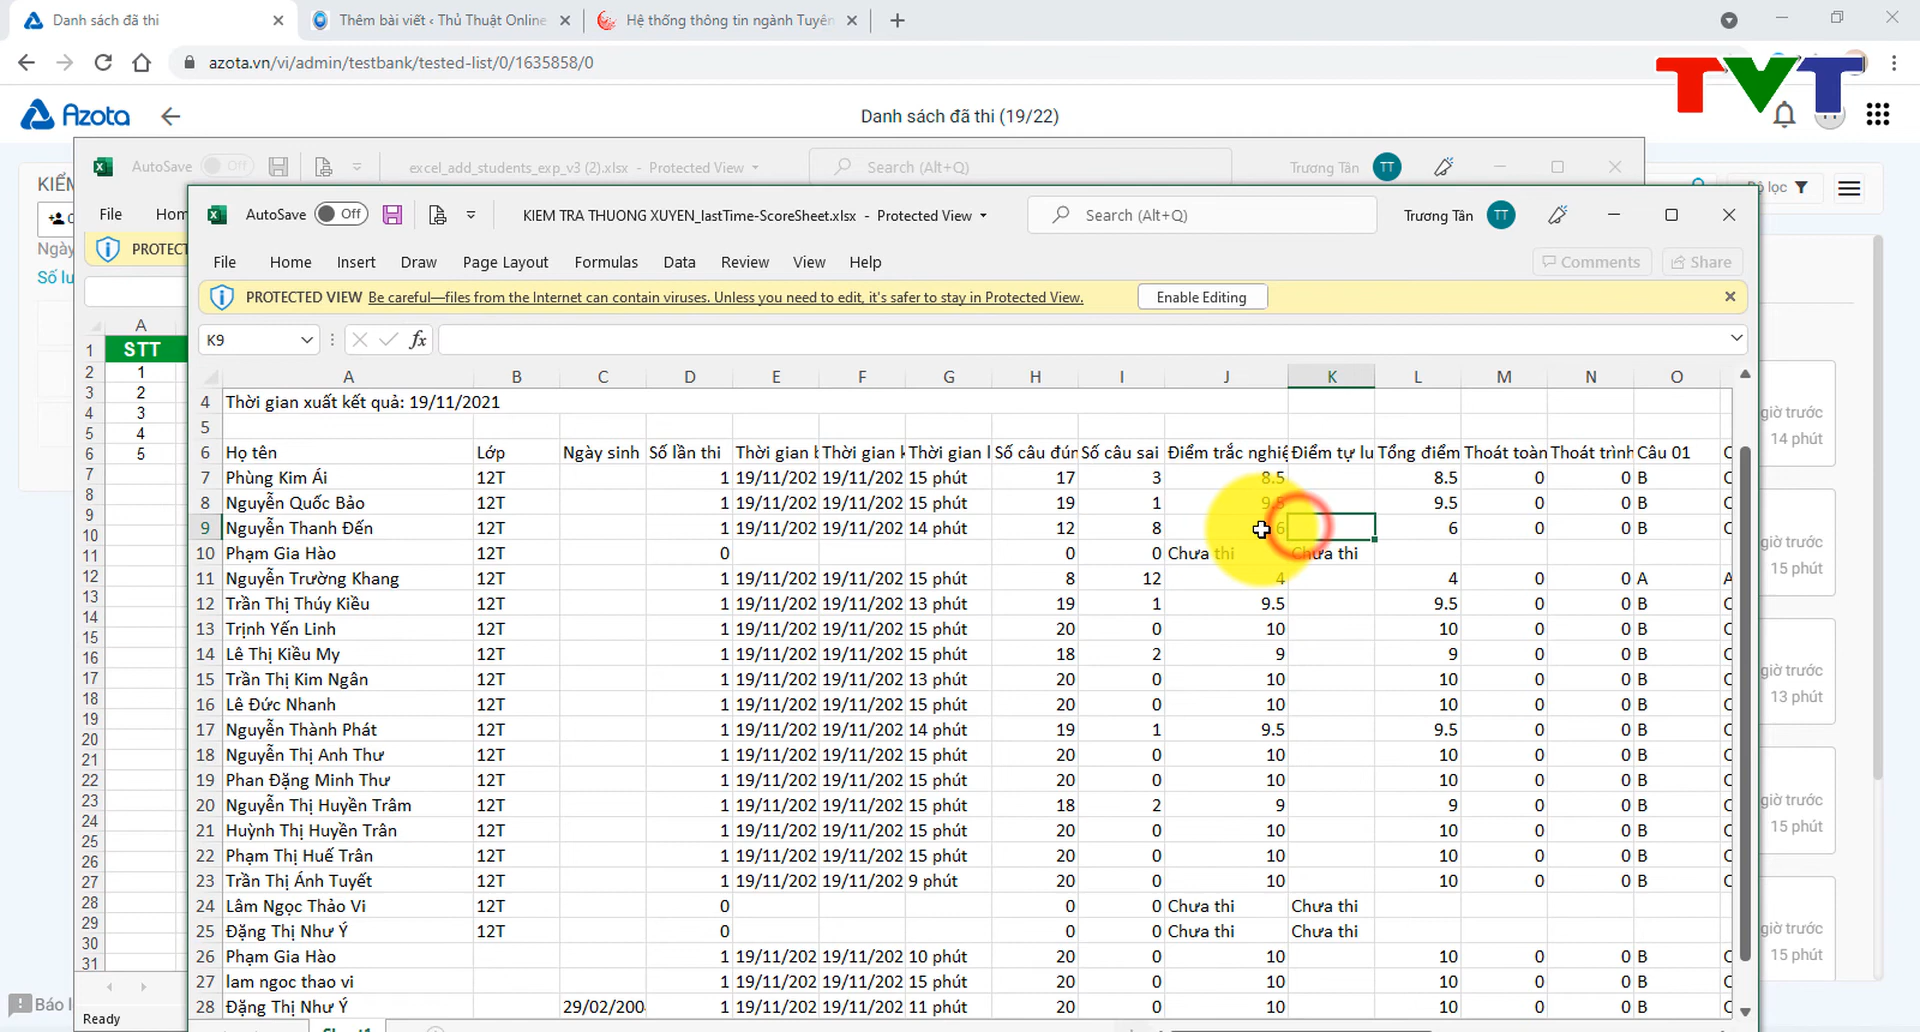 Danh sách đã thi
Thêm bài viết ‹ Thủ Thuật Online
Hệ thống thông tin ngành Tuyên
azota.vn/vi/admin/testbank/tested-list/0/1635858/0
TVT
Azota
Danh sách đã thi (19/22)
AutoSave Off excel_add_students_exp_v3 (2).xlsx - Protected View Search (Alt+Q) Trương Tân TT
KIỂM
File
lọc
Ngày
PROTECT
Số lư
AutoSave Off KIEM TRA THUONG XUYEN_lastTime-ScoreSheet.xlsx - Protected View Search (Alt+Q) Trương Tân TT
File Home Insert Draw Page Layout Formulas Data Review View Help Comments Share
PROTECTED VIEW Be careful—files from the Internet can contain viruses. Unless you need to edit, it's safer to stay in Protected View. Enable Editing
K9 fx
A
1 STT
2 1
3 2
4 3
5 4
6 5
7
8
9
10
11
12
13
14
15
16
17
18
19
20
21
22
23
24
25
26
27
28
29
30
31
Ready
Báo l
A B C D E F G H I J K L M N O
4 Thời gian xuất kết quả: 19/11/2021
5
6 Họ tên Lớp Ngày sinh Số lần thi Thời gian b Thời gian k Thời gian l Số câu đún Số câu sai Điểm trắc nghiệ Điểm tự lu Tổng điểm Thoát toàn Thoát trình Câu 01 C
7 Phùng Kim Ái 12T 1 19/11/202 19/11/202 15 phút 17 3 8.5 8.5 0 0 B C
8 Nguyễn Quốc Bảo 12T 1 19/11/202 19/11/202 15 phút 19 1 9.5 9.5 0 0 B C
9 Nguyễn Thanh Đến 12T 1 19/11/202 19/11/202 14 phút 12 8 6 6 0 0 B C
10 Phạm Gia Hào 12T 0 0 0 Chưa thi Chưa thi
11 Nguyễn Trường Khang 12T 1 19/11/202 19/11/202 15 phút 8 12 4 4 0 0 A A
12 Trần Thị Thúy Kiều 12T 1 19/11/202 19/11/202 13 phút 19 1 9.5 9.5 0 0 B C
13 Trịnh Yến Linh 12T 1 19/11/202 19/11/202 15 phút 20 0 10 10 0 0 B C
14 Lê Thị Kiều My 12T 1 19/11/202 19/11/202 15 phút 18 2 9 9 0 0 B C
15 Trần Thị Kim Ngân 12T 1 19/11/202 19/11/202 13 phút 20 0 10 10 0 0 B C
16 Lê Đức Nhanh 12T 1 19/11/202 19/11/202 15 phút 20 0 10 10 0 0 B C
17 Nguyễn Thành Phát 12T 1 19/11/202 19/11/202 14 phút 19 1 9.5 9.5 0 0 B C
18 Nguyễn Thị Anh Thư 12T 1 19/11/202 19/11/202 15 phút 20 0 10 10 0 0 B C
19 Phan Đặng Minh Thư 12T 1 19/11/202 19/11/202 15 phút 20 0 10 10 0 0 B C
20 Nguyễn Thị Huyền Trâm 12T 1 19/11/202 19/11/202 15 phút 18 2 9 9 0 0 B C
21 Huỳnh Thị Huyền Trân 12T 1 19/11/202 19/11/202 15 phút 20 0 10 10 0 0 B C
22 Phạm Thị Huế Trân 12T 1 19/11/202 19/11/202 15 phút 20 0 10 10 0 0 B C
23 Trần Thị Ánh Tuyết 12T 1 19/11/202 19/11/202 9 phút 20 0 10 10 0 0 B C
24 Lâm Ngọc Thảo Vi 12T 0 0 0 Chưa thi Chưa thi
25 Đặng Thị Như Ý 12T 0 0 0 Chưa thi Chưa thi
26 Phạm Gia Hào 1 19/11/202 19/11/202 10 phút 20 0 10 10 0 0 B C
27 lam ngoc thao vi 1 19/11/202 19/11/202 15 phút 20 0 10 10 0 0 B C
28 Đặng Thị Như Ý 29/02/200 1 19/11/202 19/11/202 11 phút 20 0 10 10 0 0 B C
giờ trước
14 phút
giờ trước
15 phút
giờ trước
13 phút
giờ trước
15 phút
giờ trước
15 phút